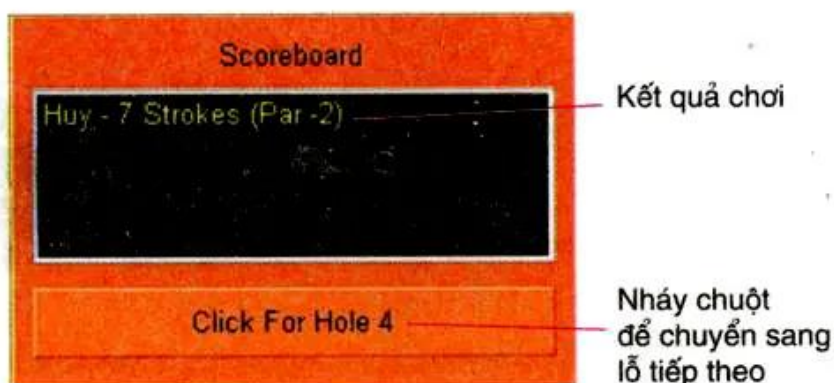 Scoreboard
Huy - 7 Strokes (Par -2)
Kết quả chơi
Click For Hole 4
Nháy chuột
để chuyển sang
lỗ tiếp theo